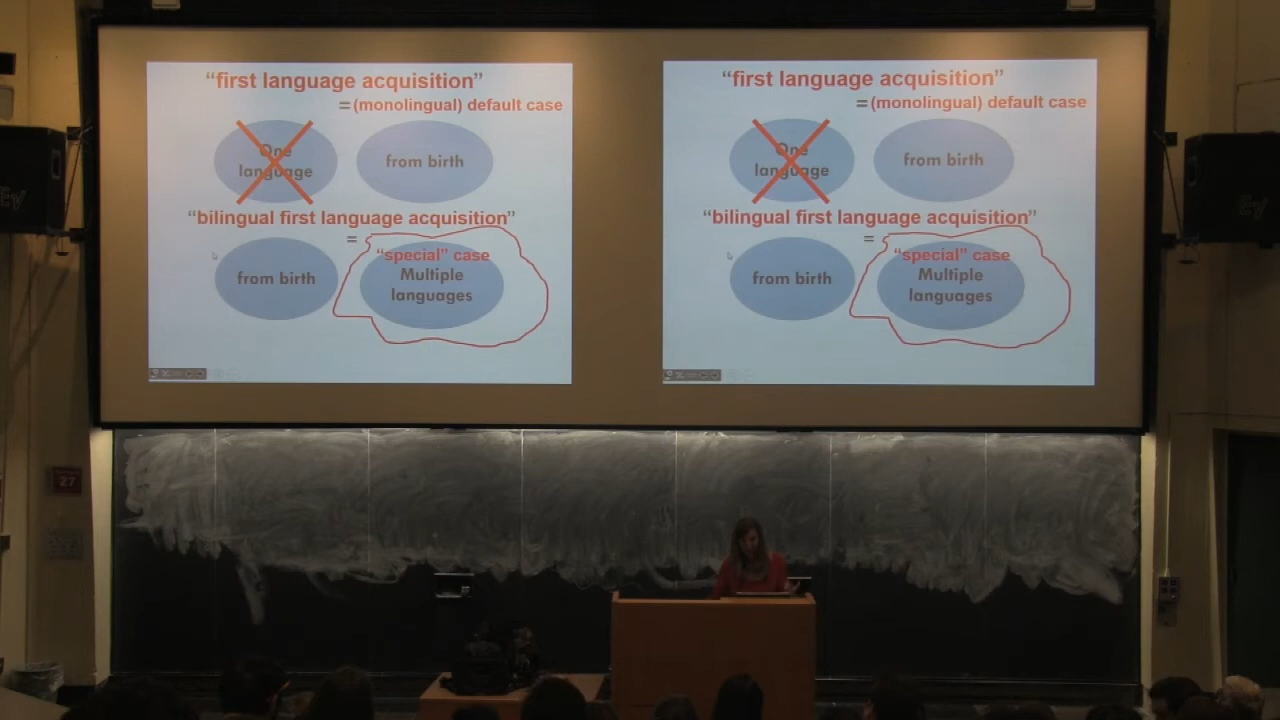 “first language acquisition”
= (monolingual) default case
One
language
from birth
“bilingual first language acquisition”
=
“special” case
from birth
Multiple
languages
“first language acquisition”
= (monolingual) default case
One
language
from birth
“bilingual first language acquisition”
=
“special” case
from birth
Multiple
languages
27
EV